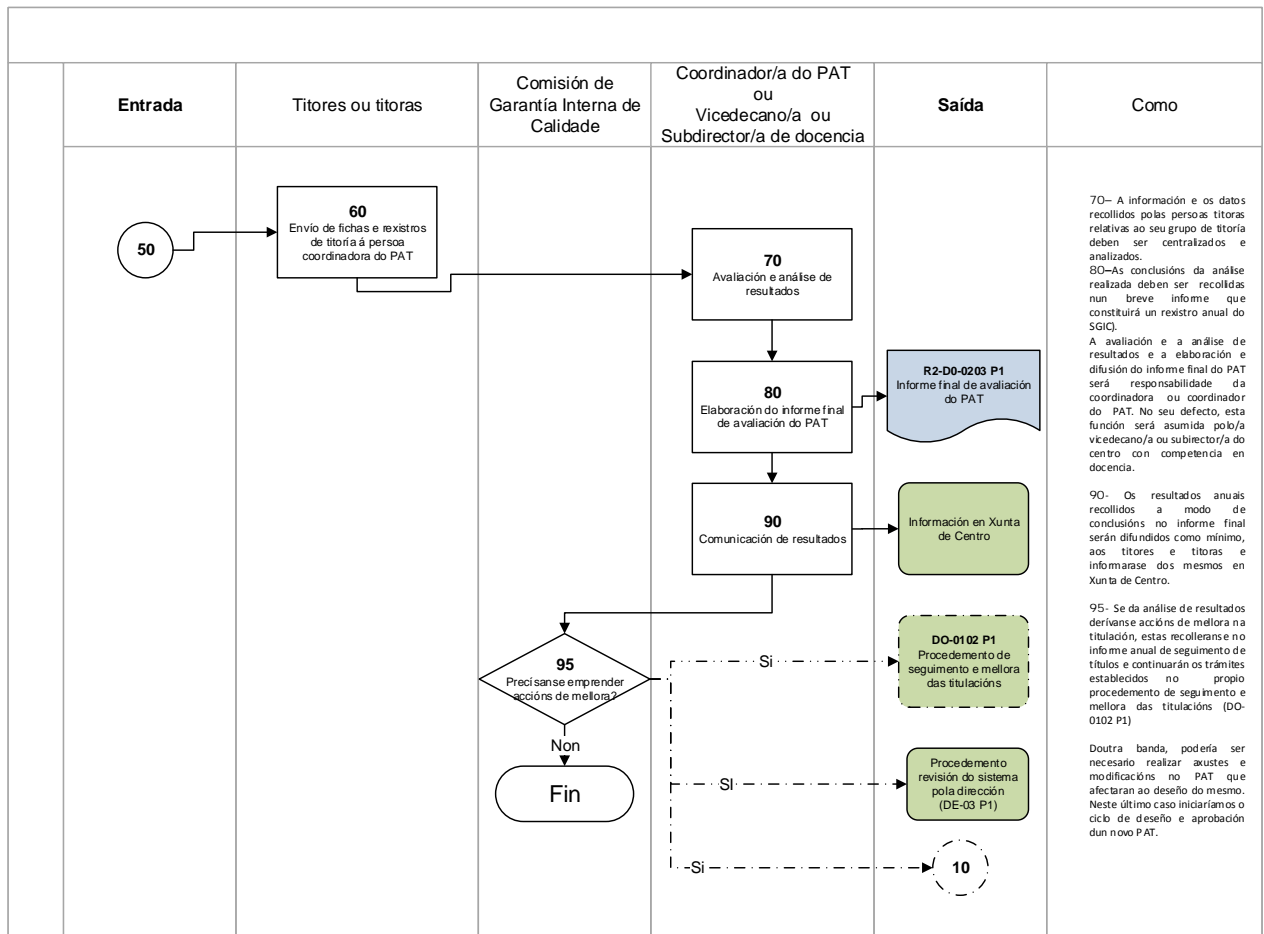 Entrada
Titores ou titoras
Comisión de
Garantía Interna de
Calidade
Coordinador/a do PAT
ou
Vicedecano/a ou
Subdirector/a de docencia
Saída
Como
50
60
Envío de fichas e rexistros
de titoría á persoa
coordinadora do PAT
70
Avaliación e análise de
resultados
80
Elaboración do informe final
de avaliación do PAT
R2-D0-0203 P1
Informe final de avaliación
do PAT
90
Comunicación de resultados
Información en Xunta
de Centro
95
Precísanse emprender
accións de mellora?
Non
Fin
Si
DO-0102 P1
Procedemento de
seguimento e mellora
das titulacións
SI
Procedemento
revisión do sistema
pola dirección
(DE-03 P1)
Si
10
70– A información e os datos
recollidos polas persoas titoras
relativas ao seu grupo de titoría
deben ser centralizados e
analizados.
80–As conclusións da análise
realizada deben ser recollidas
nun breve informe que
constituirá un rexistro anual do
SGIC).
A avaliación e a análise de
resultados e a elaboración e
difusión do informe final do PAT
será responsabilidade da
coordinadora ou coordinador
do PAT. No seu defecto, esta
función será asumida polo/a
vicedecano/a ou subirector/a do
centro con competencia en
docencia.
90- Os resultados anuais
recollidos a modo de
conclusións no informe final
serán difundidos como mínimo,
aos titores e titoras e
informarase dos mesmos en
Xunta de Centro.
95- Se da análise de resultados
derívanse accións de mellora na
titulación, estas recolleranse no
informe anual de seguimento de
títulos e continuarán os trámites
establecidos no propio
procedemento de seguimento e
mellora das titulacións (DO-
0102 P1)
Doutra banda, podería ser
necesario realizar axustes e
modificacións no PAT que
afectaran ao deseño do mesmo.
Neste último caso iniciaríamos o
ciclo de deseño e aprobación
dun novo PAT.